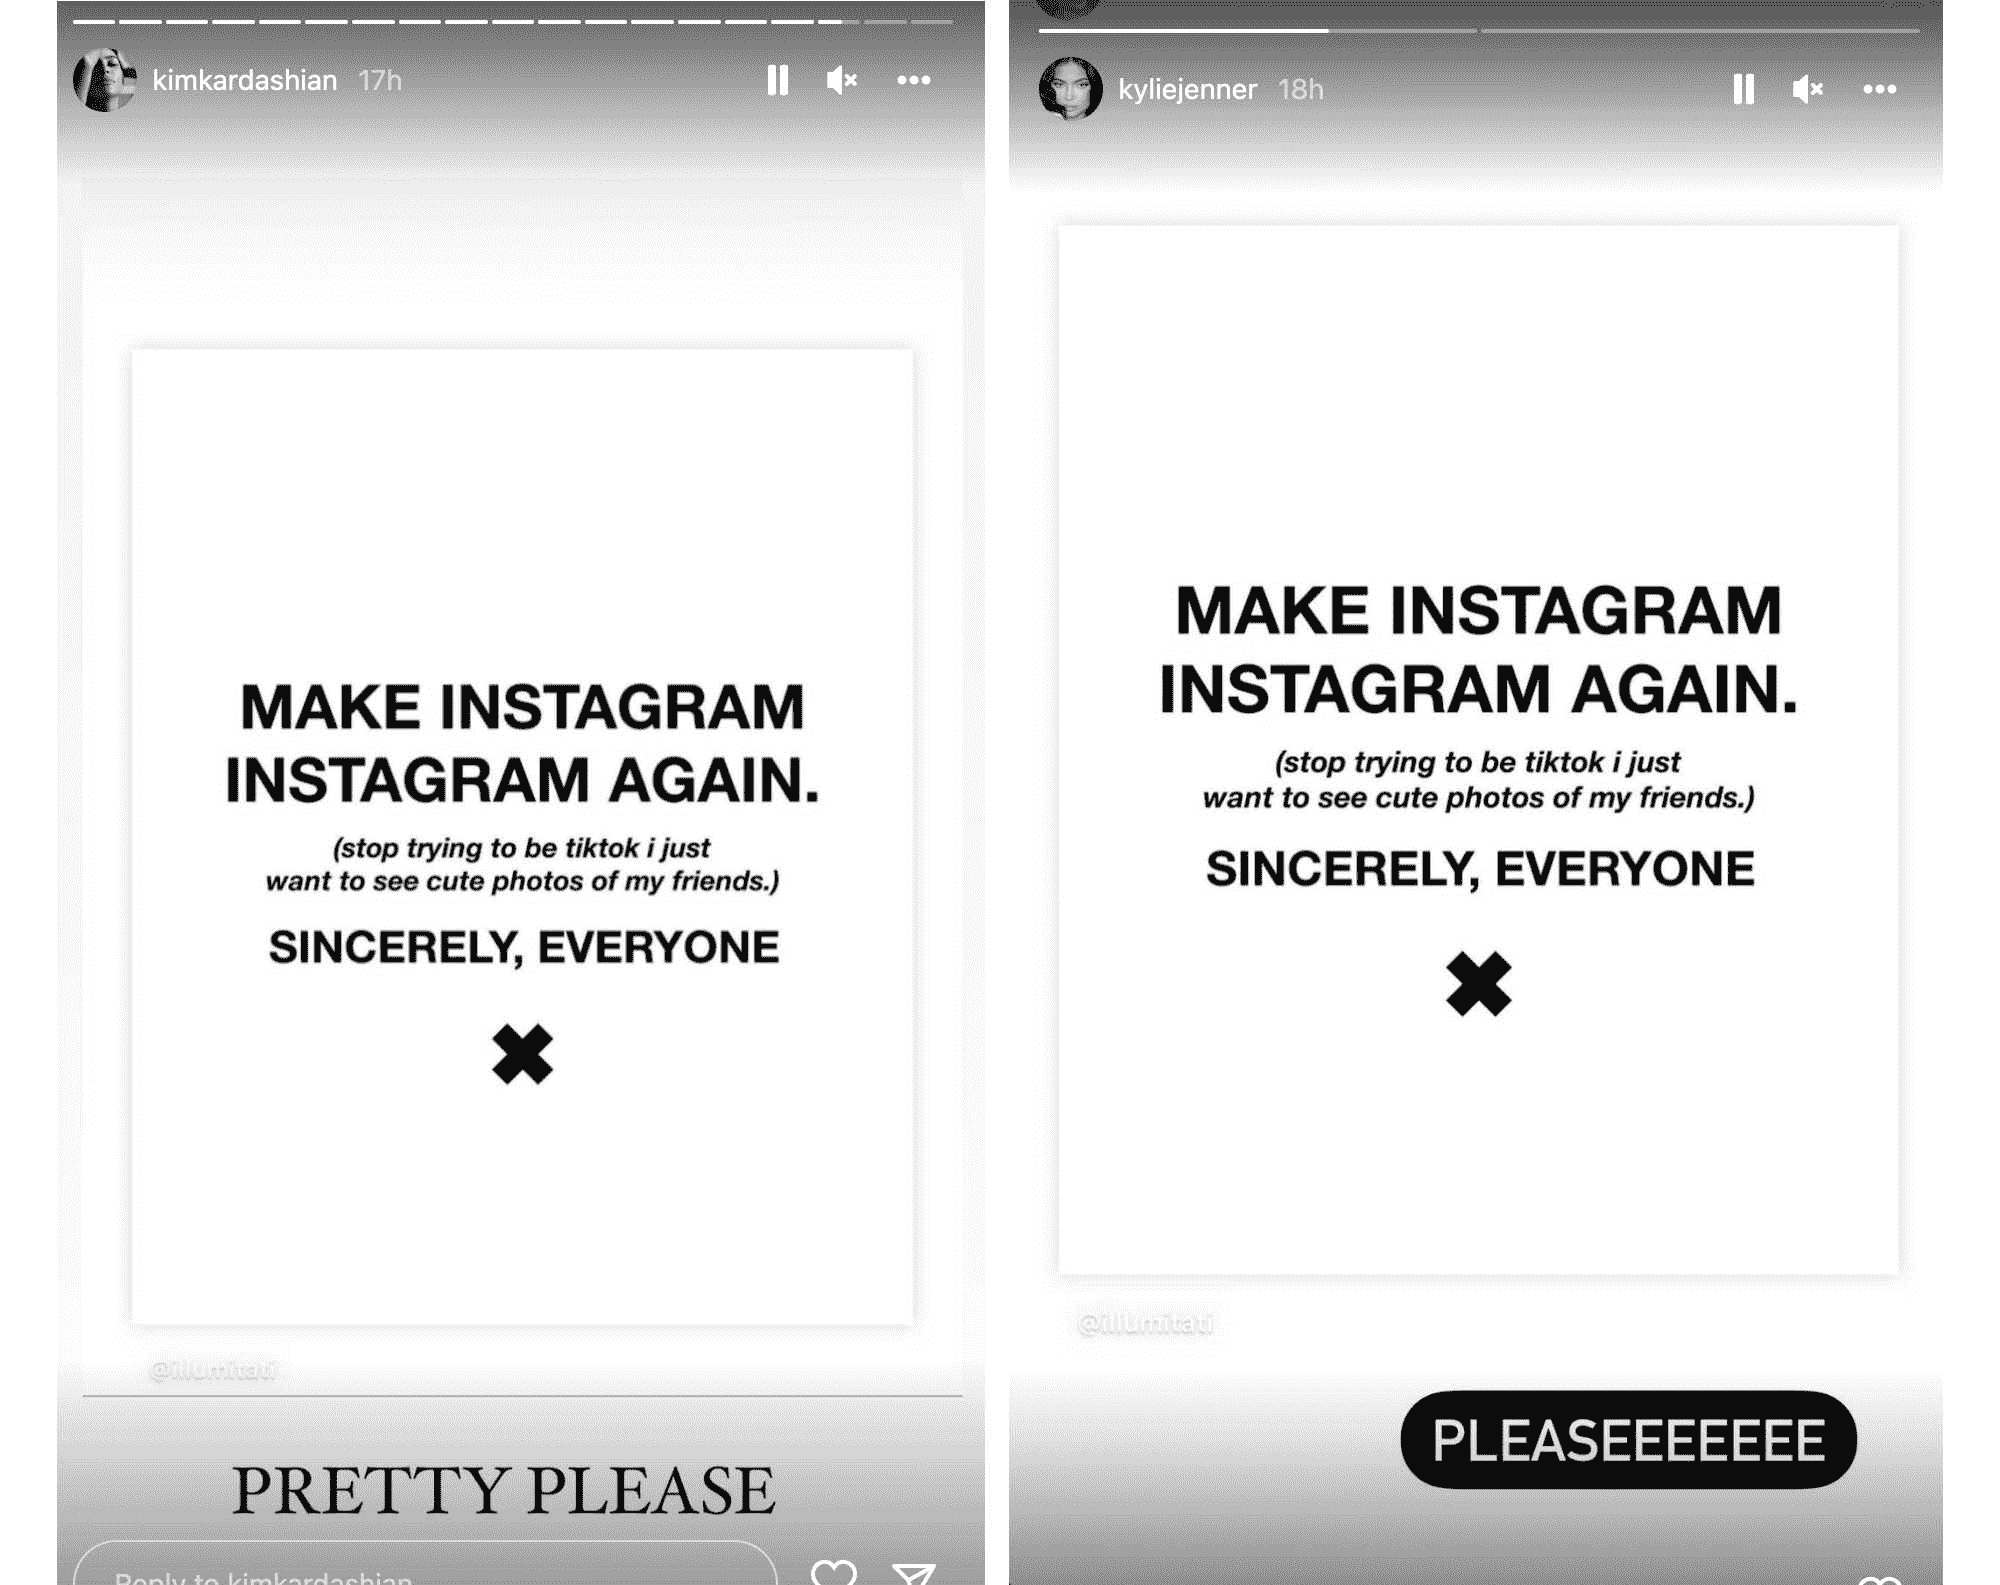 kimkardashian 17h
MAKE INSTAGRAM
INSTAGRAM AGAIN.
(stop trying to be tiktok i just
want to see cute photos of my friends.)
SINCERELY, EVERYONE
@illumitati
PRETTY PLEASE
Reply to kimkardashian
kyliejenner 18h
MAKE INSTAGRAM
INSTAGRAM AGAIN.
(stop trying to be tiktok i just
want to see cute photos of my friends.)
SINCERELY, EVERYONE
@illumitati
PLEASEEEEEEE